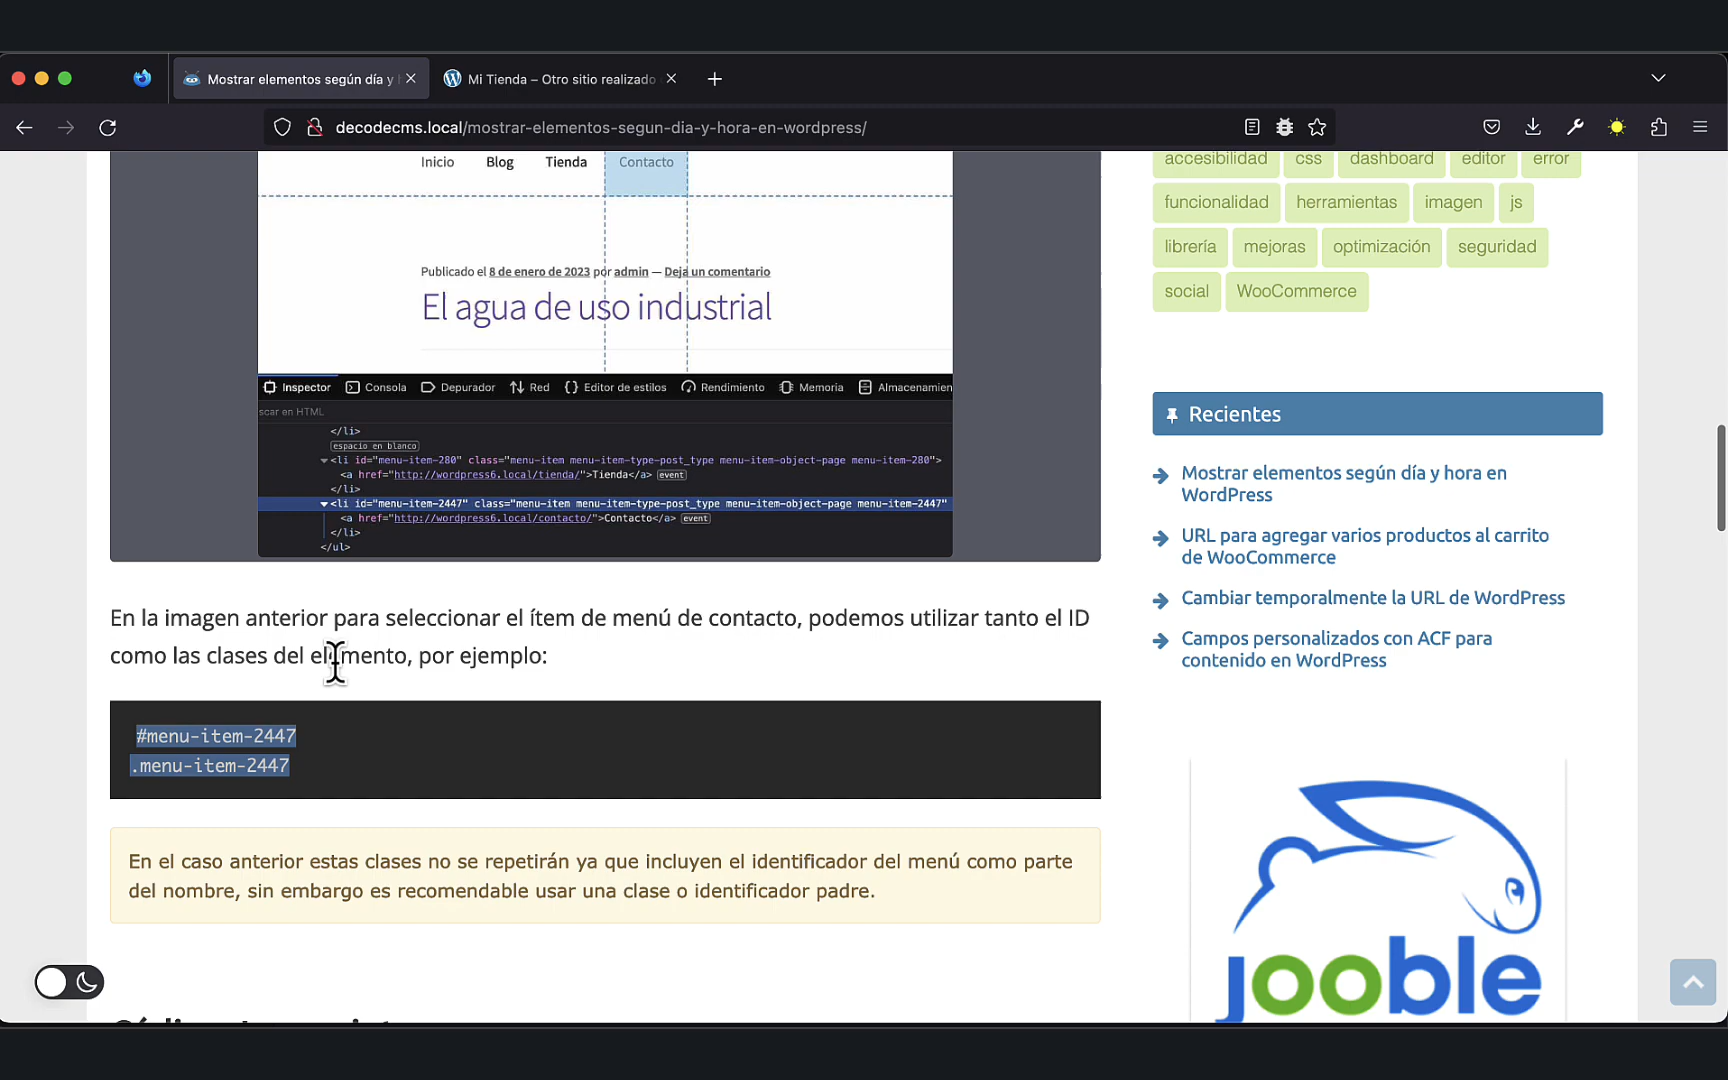 Mostrar elementos según día y h
Mi Tienda – Otro sitio realizado
decodecms.local/mostrar-elementos-segun-dia-y-hora-en-wordpress/
Inicio Blog Tienda Contacto
Publicado el 8 de enero de 2023 por admin — Deja un comentario
El agua de uso industrial
Inspector Consola Depurador Red Editor de estilos Rendimiento Memoria Almacenamien
scar en HTML
</li>
espacio en blanco
<li id="menu-item-280" class="menu-item menu-item-type-post_type menu-item-object-page menu-item-280">
<a href="http://wordpress6.local/tienda/">Tienda</a> event
</li>
<li id="menu-item-2447" class="menu-item menu-item-type-post_type menu-item-object-page menu-item-2447"
<a href="http://wordpress6.local/contacto/">Contacto</a> event
</li>
</ul>
En la imagen anterior para seleccionar el ítem de menú de contacto, podemos utilizar tanto el ID
como las clases del elemento, por ejemplo:
#menu-item-2447
.menu-item-2447
En el caso anterior estas clases no se repetirán ya que incluyen el identificador del menú como parte
del nombre, sin embargo es recomendable usar una clase o identificador padre.
accesibilidad css dashboard editor error
funcionalidad herramientas imagen js
librería mejoras optimización seguridad
social WooCommerce
Recientes
Mostrar elementos según día y hora en
WordPress
URL para agregar varios productos al carrito
de WooCommerce
Cambiar temporalmente la URL de WordPress
Campos personalizados con ACF para
contenido en WordPress
jooble